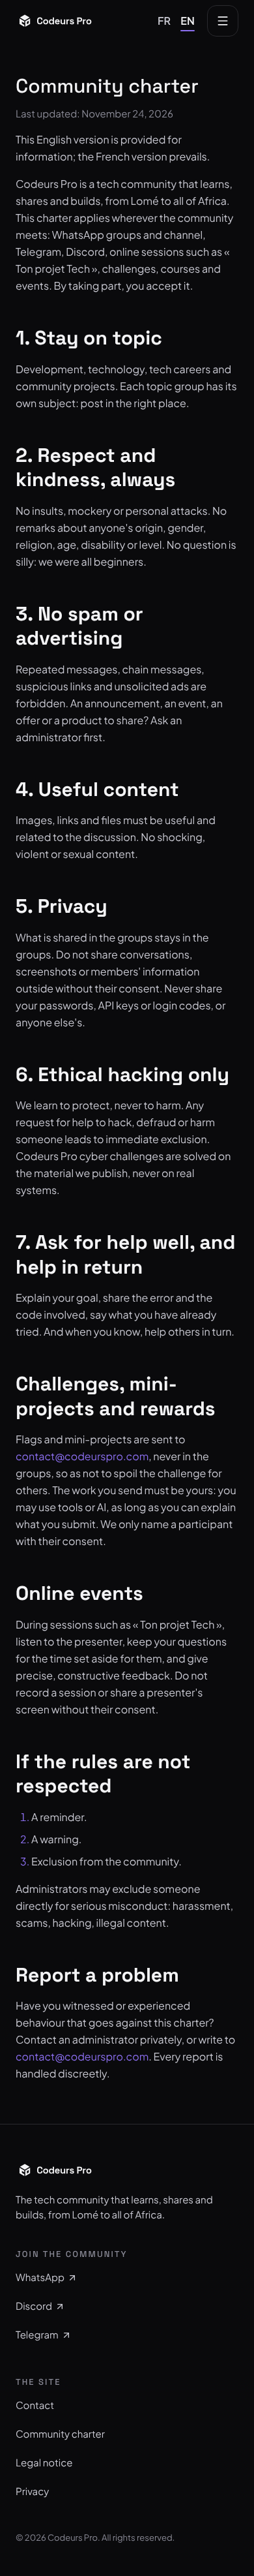 Codeurs Pro
FR EN
Community charter
Last updated: November 24, 2026
This English version is provided for
information; the French version prevails.
Codeurs Pro is a tech community that learns,
shares and builds, from Lomé to all of Africa.
This charter applies wherever the community
meets: WhatsApp groups and channel,
Telegram, Discord, online sessions such as «
Ton projet Tech », challenges, courses and
events. By taking part, you accept it.
1. Stay on topic
Development, technology, tech careers and
community projects. Each topic group has its
own subject: post in the right place.
2. Respect and
kindness, always
No insults, mockery or personal attacks. No
remarks about anyone's origin, gender,
religion, age, disability or level. No question is
silly: we were all beginners.
3. No spam or
advertising
Repeated messages, chain messages,
suspicious links and unsolicited ads are
forbidden. An announcement, an event, an
offer or a product to share? Ask an
administrator first.
4. Useful content
Images, links and files must be useful and
related to the discussion. No shocking,
violent or sexual content.
5. Privacy
What is shared in the groups stays in the
groups. Do not share conversations,
screenshots or members' information
outside without their consent. Never share
your passwords, API keys or login codes, or
anyone else's.
6. Ethical hacking only
We learn to protect, never to harm. Any
request for help to hack, defraud or harm
someone leads to immediate exclusion.
Codeurs Pro cyber challenges are solved on
the material we publish, never on real
systems.
7. Ask for help well, and
help in return
Explain your goal, share the error and the
code involved, say what you have already
tried. And when you know, help others in turn.
Challenges, mini-
projects and rewards
Flags and mini-projects are sent to
contact@codeurspro.com, never in the
groups, so as not to spoil the challenge for
others. The work you send must be yours: you
may use tools or AI, as long as you can explain
what you submit. We only name a participant
with their consent.
Online events
During sessions such as « Ton projet Tech »,
listen to the presenter, keep your questions
for the time set aside for them, and give
precise, constructive feedback. Do not
record a session or share a presenter's
screen without their consent.
If the rules are not
respected
1. A reminder.
2. A warning.
3. Exclusion from the community.
Administrators may exclude someone
directly for serious misconduct: harassment,
scams, hacking, illegal content.
Report a problem
Have you witnessed or experienced
behaviour that goes against this charter?
Contact an administrator privately, or write to
contact@codeurspro.com. Every report is
handled discreetly.
Codeurs Pro
The tech community that learns, shares and
builds, from Lomé to all of Africa.
JOIN THE COMMUNITY
WhatsApp
Discord
Telegram
THE SITE
Contact
Community charter
Legal notice
Privacy
© 2026 Codeurs Pro. All rights reserved.